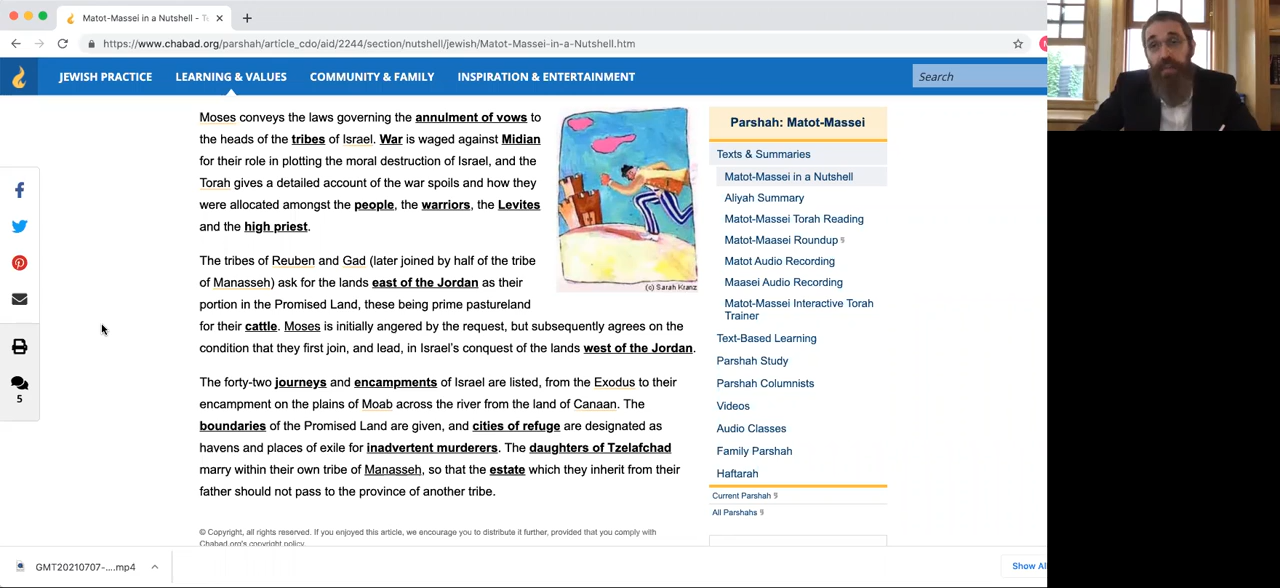 Matot-Massei in a Nutshell - T
https://www.chabad.org/parshah/article_cdo/aid/2244/section/nutshell/jewish/Matot-Massei-in-a-Nutshell.htm
JEWISH PRACTICE LEARNING & VALUES COMMUNITY & FAMILY INSPIRATION & ENTERTAINMENT Search
Moses conveys the laws governing the annulment of vows to
the heads of the tribes of Israel. War is waged against Midian
for their role in plotting the moral destruction of Israel, and the
Torah gives a detailed account of the war spoils and how they
were allocated amongst the people, the warriors, the Levites
and the high priest.
The tribes of Reuben and Gad (later joined by half of the tribe
of Manasseh) ask for the lands east of the Jordan as their
portion in the Promised Land, these being prime pastureland
for their cattle. Moses is initially angered by the request, but subsequently agrees on the
condition that they first join, and lead, in Israel's conquest of the lands west of the Jordan.
(c) Sarah Kranz
The forty-two journeys and encampments of Israel are listed, from the Exodus to their
encampment on the plains of Moab across the river from the land of Canaan. The
boundaries of the Promised Land are given, and cities of refuge are designated as
havens and places of exile for inadvertent murderers. The daughters of Tzelafchad
marry within their own tribe of Manasseh, so that the estate which they inherit from their
father should not pass to the province of another tribe.
© Copyright, all rights reserved. If you enjoyed this article, we encourage you to distribute it further, provided that you comply with
Chabad.org's copyright policy.
Parshah: Matot-Massei
Texts & Summaries
Matot-Massei in a Nutshell
Aliyah Summary
Matot-Massei Torah Reading
Matot-Maasei Roundup
Matot Audio Recording
Maasei Audio Recording
Matot-Massei Interactive Torah
Trainer
Text-Based Learning
Parshah Study
Parshah Columnists
Videos
Audio Classes
Family Parshah
Haftarah
Current Parshah
All Parshahs
5
GMT20210707-....mp4
Show Al